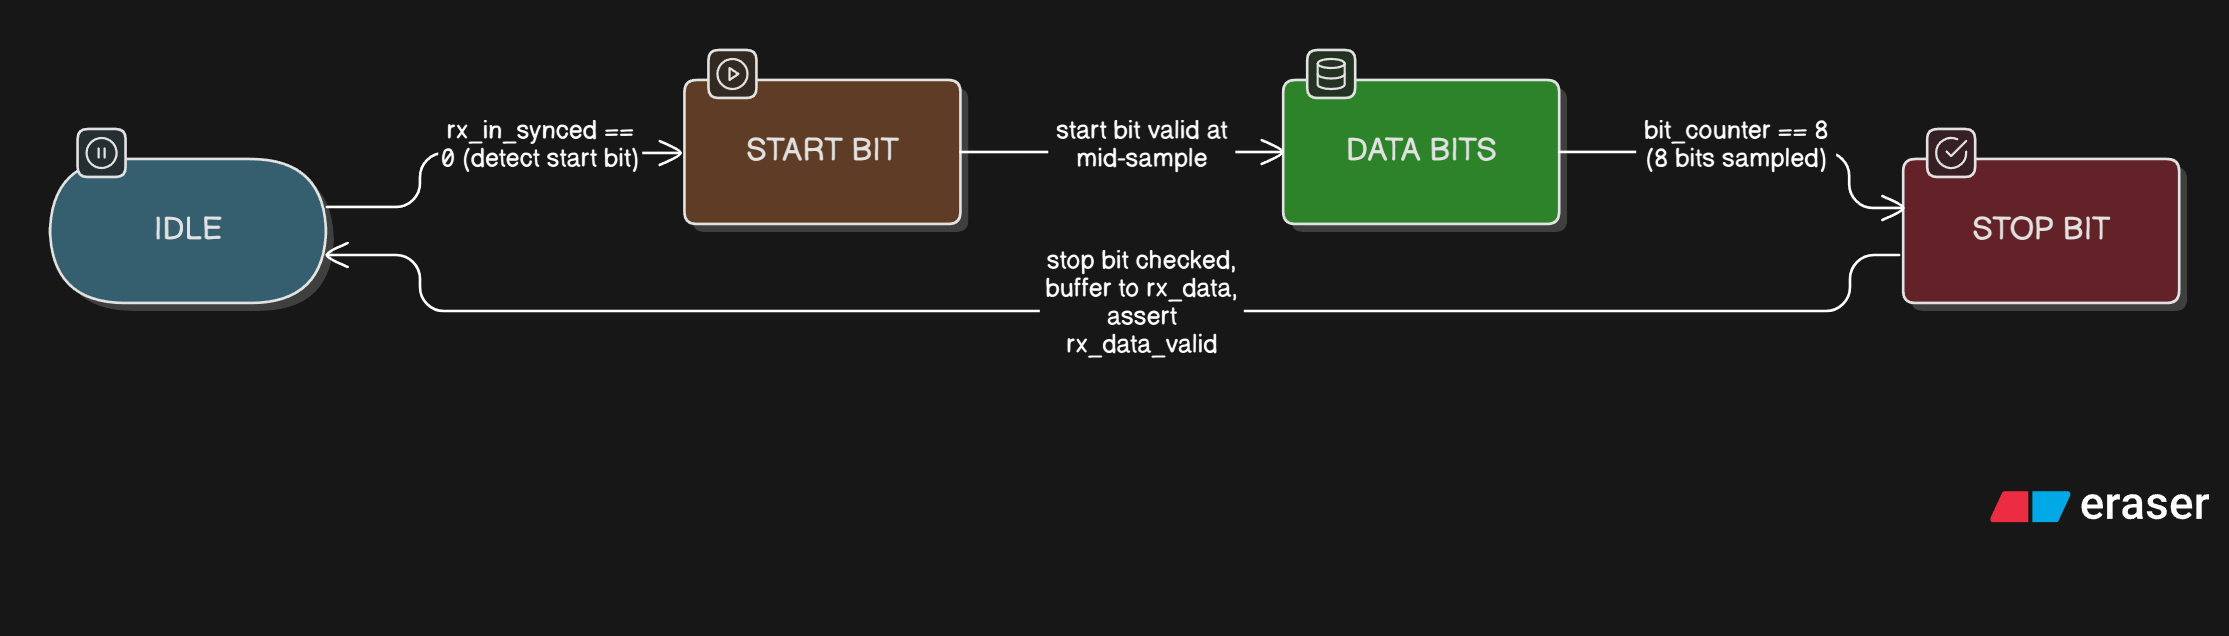 IDLE
rx_in_synced ==
0 (detect start bit)
START BIT
start bit valid at
mid-sample
DATA BITS
bit_counter == 8
(8 bits sampled)
STOP BIT
stop bit checked,
buffer to rx_data,
assert
rx_data_valid
eraser